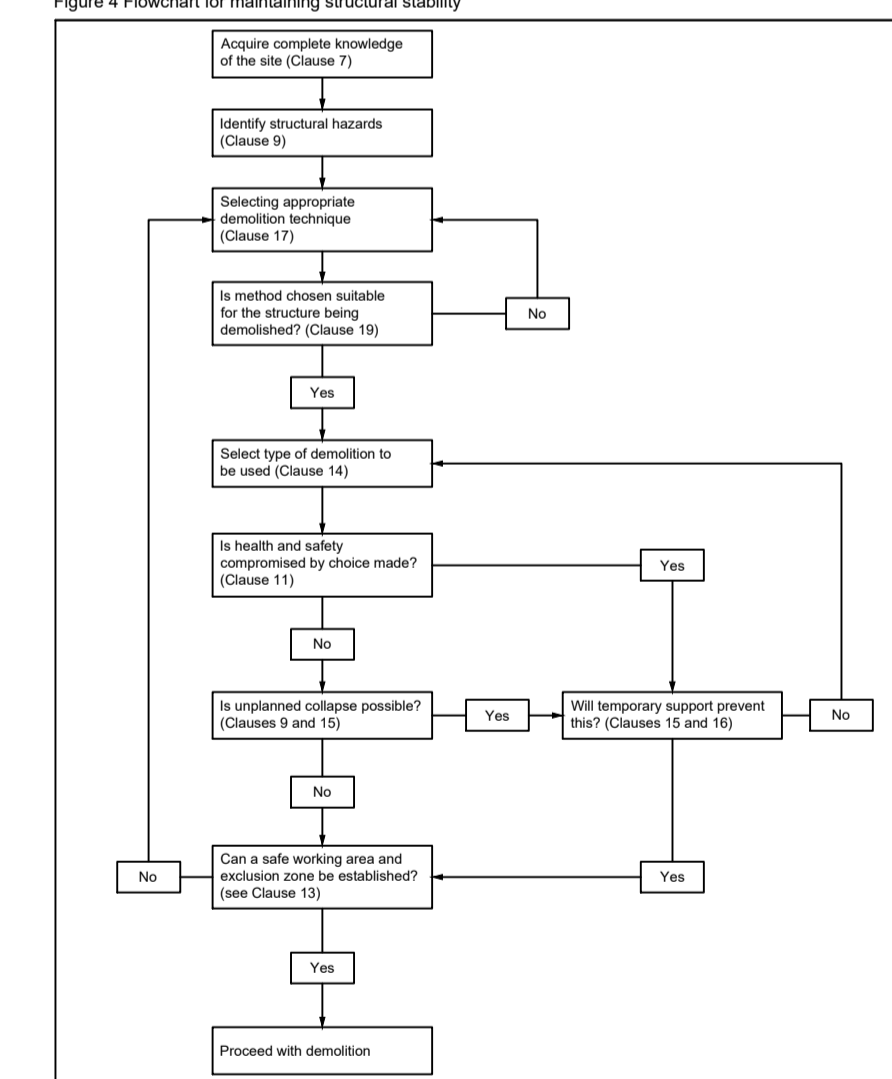 Figure 4 Flowchart for maintaining structural stability
Acquire complete knowledge
of the site (Clause 7)
Identify structural hazards
(Clause 9)
Selecting appropriate
demolition technique
(Clause 17)
Is method chosen suitable
for the structure being
demolished? (Clause 19)
No
Yes
Select type of demolition to
be used (Clause 14)
Is health and safety
compromised by choice made?
(Clause 11)
Yes
No
Is unplanned collapse possible?
(Clauses 9 and 15)
Yes
Will temporary support prevent
this? (Clauses 15 and 16)
No
No
Can a safe working area and
exclusion zone be established?
(see Clause 13)
No
Yes
Yes
Proceed with demolition